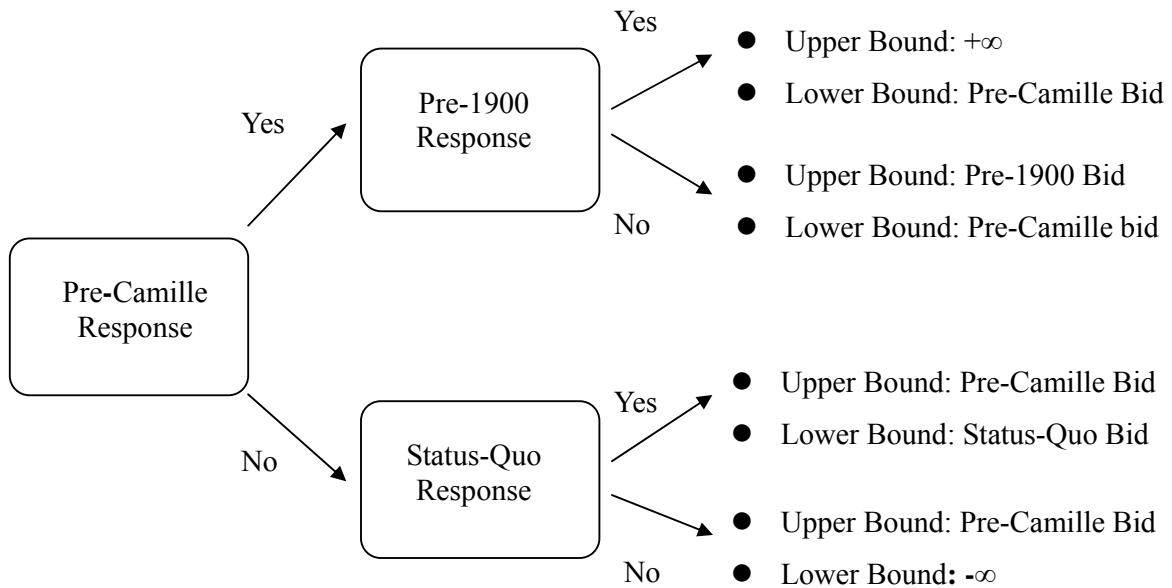 Yes
● Upper Bound: +∞
● Lower Bound: Pre-Camille Bid
Pre-1900
Response
Yes
● Upper Bound: Pre-1900 Bid
● Lower Bound: Pre-Camille bid
No
Pre-Camille
Response
Yes
● Upper Bound: Pre-Camille Bid
● Lower Bound: Status-Quo Bid
No
Status-Quo
Response
● Upper Bound: Pre-Camille Bid
● Lower Bound: -∞
No